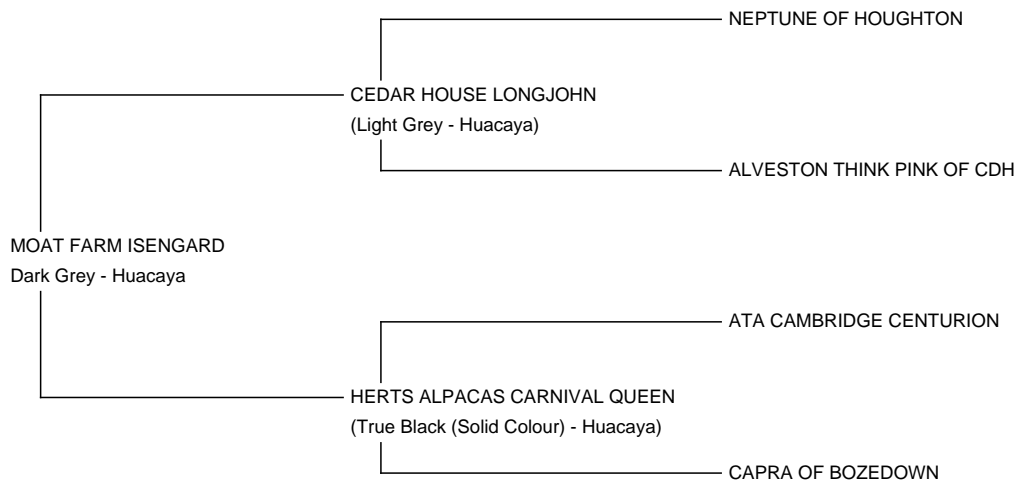 NEPTUNE OF HOUGHTON
CEDAR HOUSE LONGJOHN
(Light Grey - Huacaya)
ALVESTON THINK PINK OF CDH
MOAT FARM ISENGARD
Dark Grey - Huacaya
ATA CAMBRIDGE CENTURION
HERTS ALPACAS CARNIVAL QUEEN
(True Black (Solid Colour) - Huacaya)
CAPRA OF BOZEDOWN